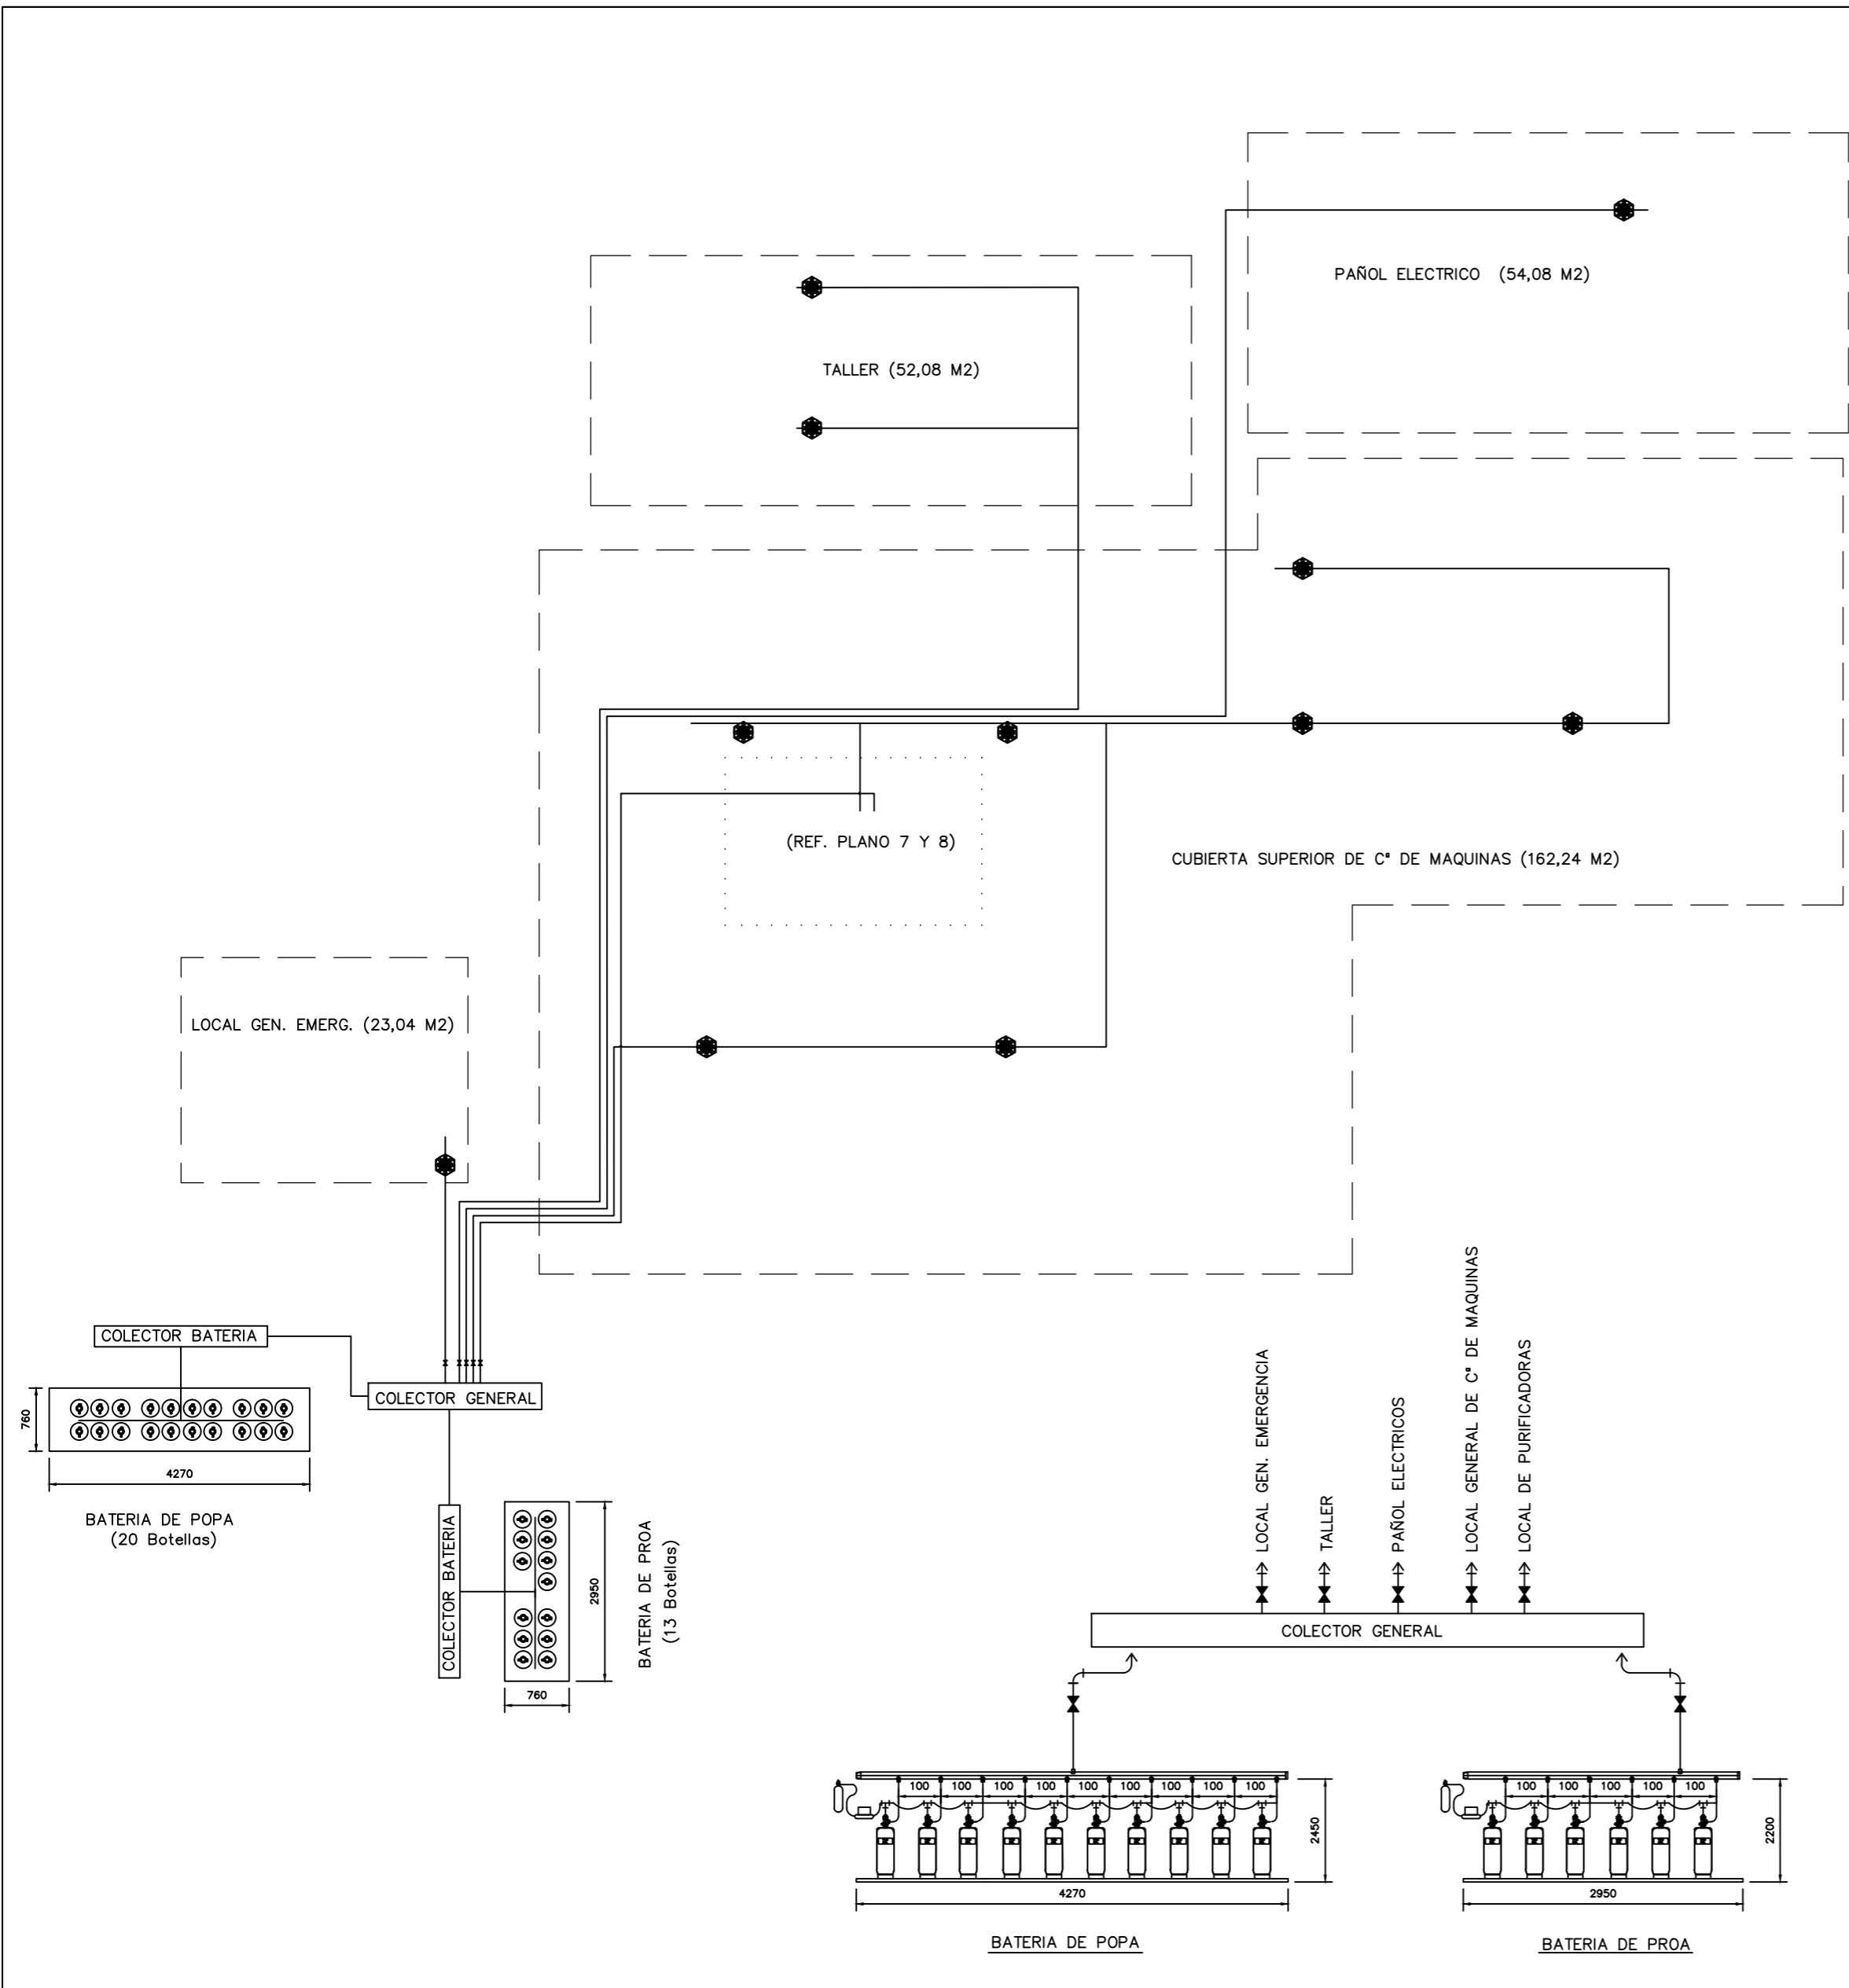 PAÑOL ELECTRICO (54,08 M2)
TALLER (52,08 M2)
(REF. PLANO 7 Y 8)
CUBIERTA SUPERIOR DE Cª DE MAQUINAS (162,24 M2)
LOCAL GEN. EMERG. (23,04 M2)
COLECTOR BATERIA
COLECTOR GENERAL
760
4270
BATERIA DE POPA
(20 Botellas)
COLECTOR BATERIA
2950
760
BATERIA DE PROA
(13 Botellas)
LOCAL GEN. EMERGENCIA
TALLER
PAÑOL ELECTRICOS
LOCAL GENERAL DE Cª DE MAQUINAS
LOCAL DE PURIFICADORAS
COLECTOR GENERAL
100 100 100 100 100 100 100 100 100
2450
4270
BATERIA DE POPA
100 100 100 100 100
2200
2950
BATERIA DE PROA